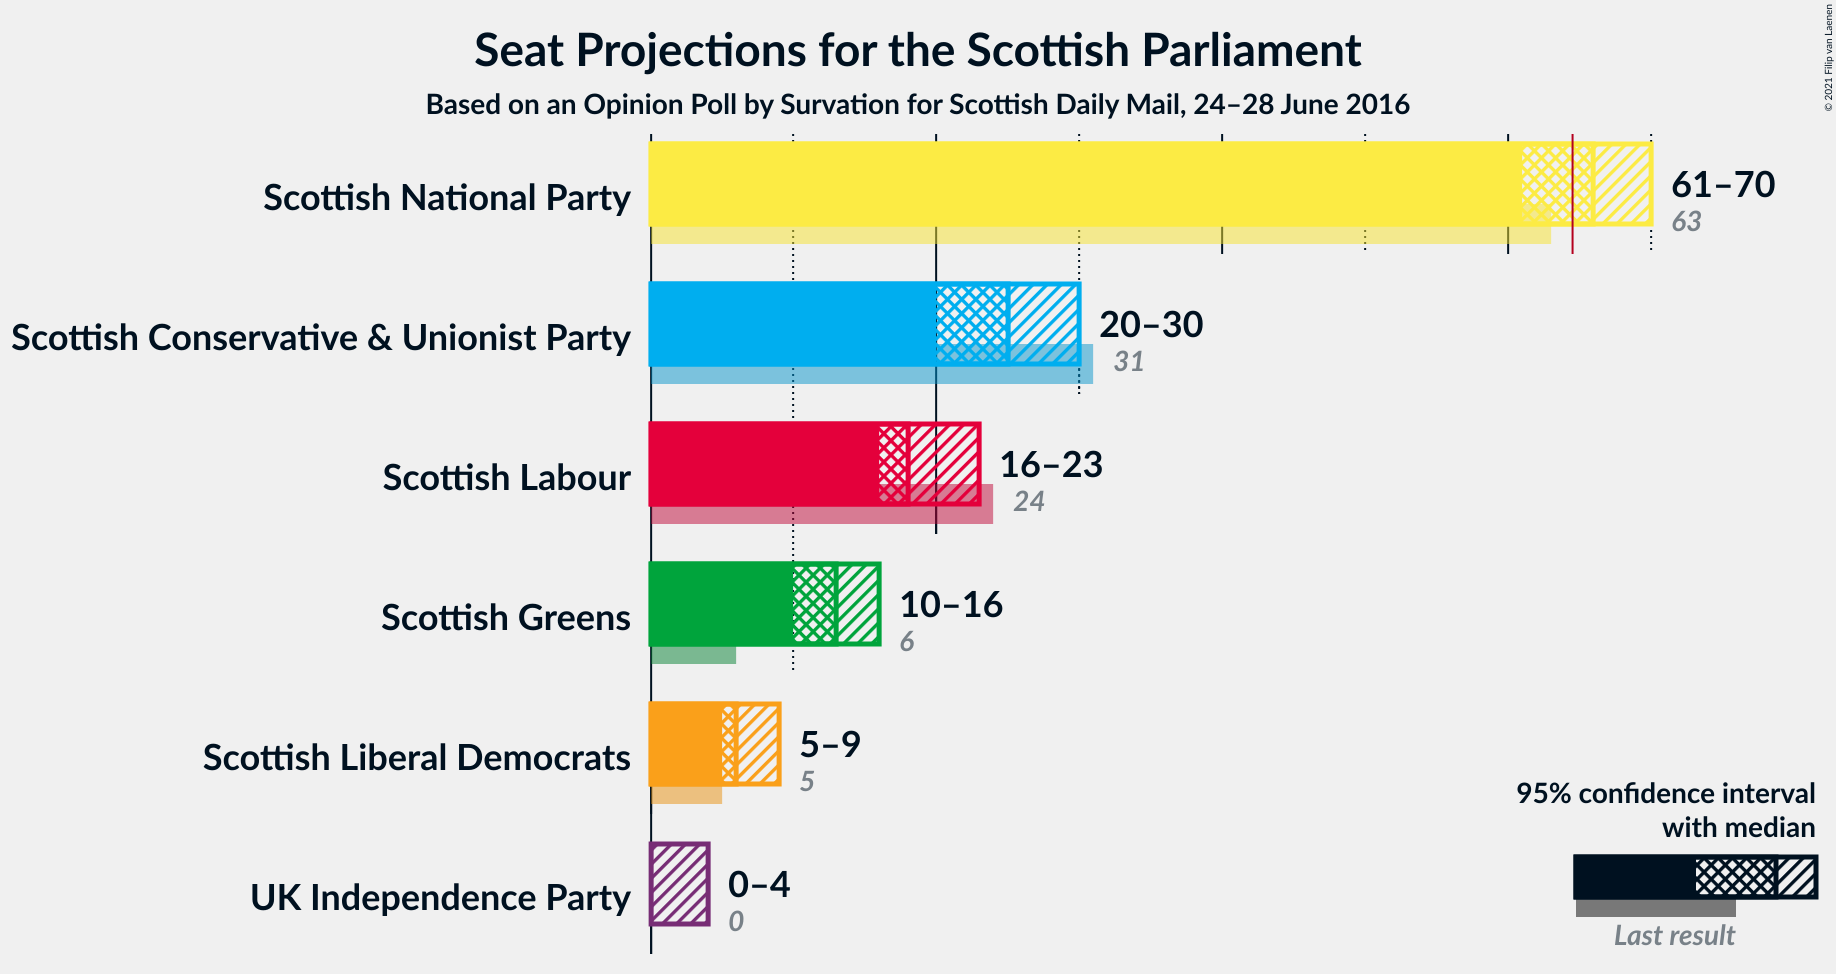 Seat Projections for the Scottish Parliament
Based on an Opinion Poll by Survation for Scottish Daily Mail, 24–28 June 2016
© 2021 Filip van Laenen
Scottish National Party
61–70
63
Scottish Conservative & Unionist Party
20–30
31
Scottish Labour
16–23
24
Scottish Greens
10–16
6
Scottish Liberal Democrats
5–9
5
UK Independence Party
0–4
0
95% confidence interval
with median
Last result